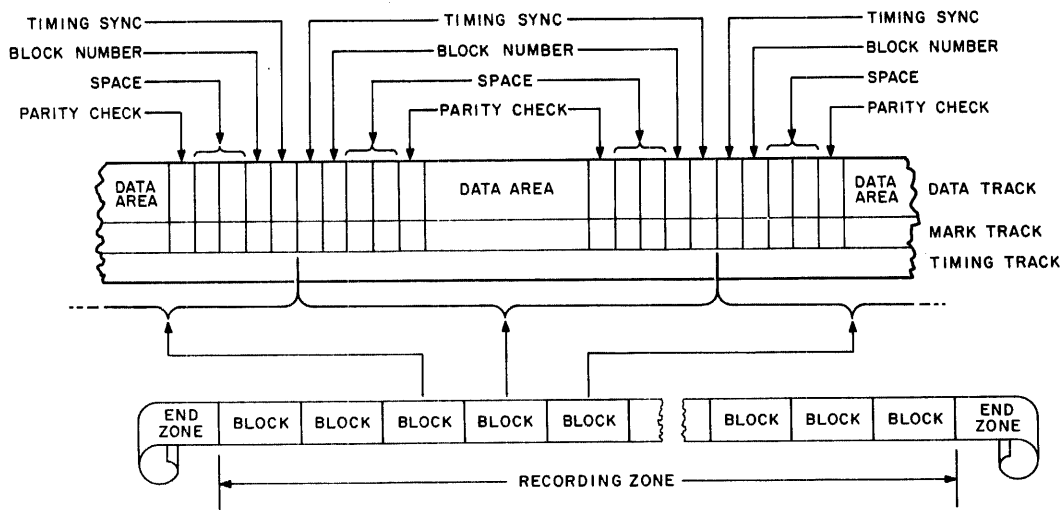 TIMING SYNC
TIMING SYNC
TIMING SYNC
BLOCK NUMBER
BLOCK NUMBER
BLOCK NUMBER
SPACE
SPACE
SPACE
PARITY CHECK
PARITY CHECK
PARITY CHECK
DATA AREA
DATA AREA
DATA AREA
DATA TRACK
MARK TRACK
TIMING TRACK
END ZONE
BLOCK
BLOCK
BLOCK
BLOCK
BLOCK
BLOCK
BLOCK
BLOCK
END ZONE
RECORDING ZONE